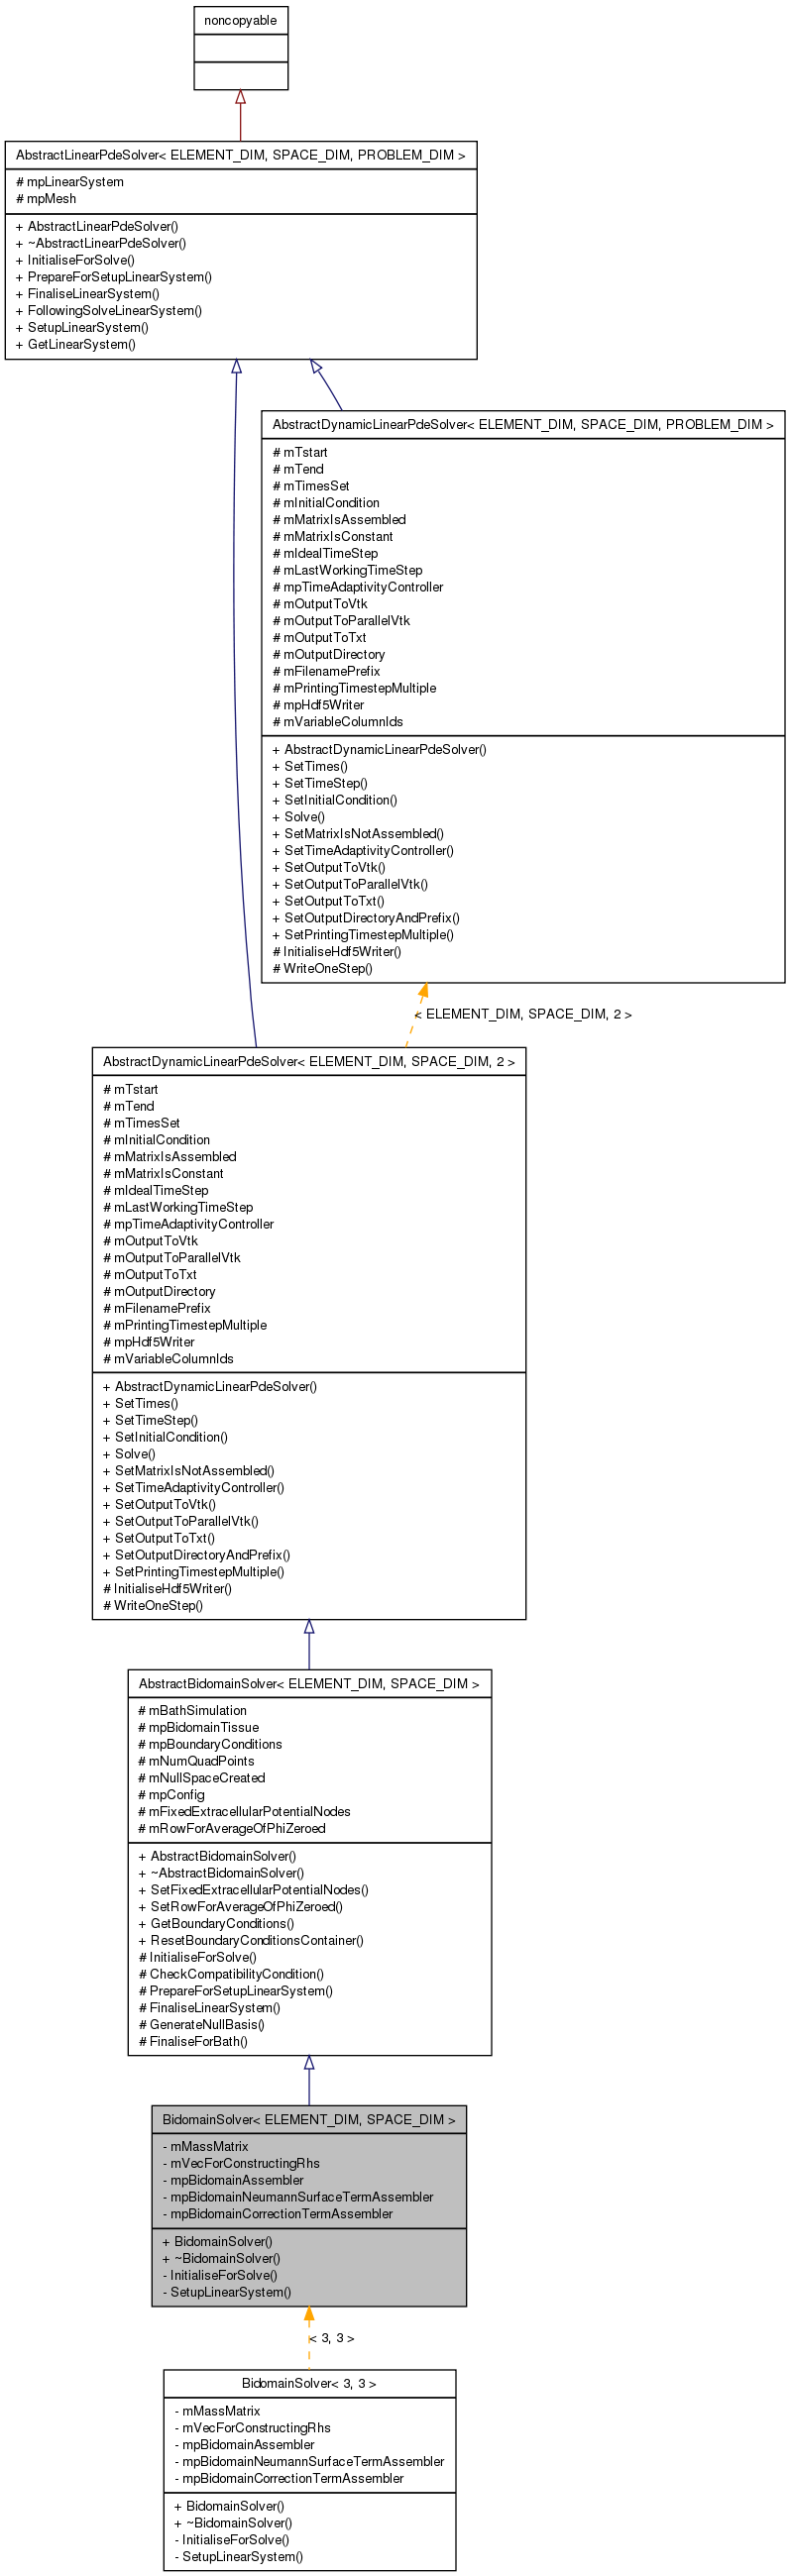 noncopyable
AbstractLinearPdeSolver< ELEMENT_DIM, SPACE_DIM, PROBLEM_DIM >
# mpLinearSystem
# mpMesh
+ AbstractLinearPdeSolver()
+ ~AbstractLinearPdeSolver()
+ InitialiseForSolve()
+ PrepareForSetupLinearSystem()
+ FinaliseLinearSystem()
+ FollowingSolveLinearSystem()
+ SetupLinearSystem()
+ GetLinearSystem()
AbstractDynamicLinearPdeSolver< ELEMENT_DIM, SPACE_DIM, PROBLEM_DIM >
# mTstart
# mTend
# mTimesSet
# mInitialCondition
# mMatrixIsAssembled
# mMatrixIsConstant
# mIdealTimeStep
# mLastWorkingTimeStep
# mpTimeAdaptivityController
# mOutputToVtk
# mOutputToParallelVtk
# mOutputToTxt
# mOutputDirectory
# mFilenamePrefix
# mPrintingTimestepMultiple
# mpHdf5Writer
# mVariableColumnIds
+ AbstractDynamicLinearPdeSolver()
+ SetTimes()
+ SetTimeStep()
+ SetInitialCondition()
+ Solve()
+ SetMatrixIsNotAssembled()
+ SetTimeAdaptivityController()
+ SetOutputToVtk()
+ SetOutputToParallelVtk()
+ SetOutputToTxt()
+ SetOutputDirectoryAndPrefix()
+ SetPrintingTimestepMultiple()
# InitialiseHdf5Writer()
# WriteOneStep()
< ELEMENT_DIM, SPACE_DIM, 2 >
AbstractDynamicLinearPdeSolver< ELEMENT_DIM, SPACE_DIM, 2 >
# mTstart
# mTend
# mTimesSet
# mInitialCondition
# mMatrixIsAssembled
# mMatrixIsConstant
# mIdealTimeStep
# mLastWorkingTimeStep
# mpTimeAdaptivityController
# mOutputToVtk
# mOutputToParallelVtk
# mOutputToTxt
# mOutputDirectory
# mFilenamePrefix
# mPrintingTimestepMultiple
# mpHdf5Writer
# mVariableColumnIds
+ AbstractDynamicLinearPdeSolver()
+ SetTimes()
+ SetTimeStep()
+ SetInitialCondition()
+ Solve()
+ SetMatrixIsNotAssembled()
+ SetTimeAdaptivityController()
+ SetOutputToVtk()
+ SetOutputToParallelVtk()
+ SetOutputToTxt()
+ SetOutputDirectoryAndPrefix()
+ SetPrintingTimestepMultiple()
# InitialiseHdf5Writer()
# WriteOneStep()
AbstractBidomainSolver< ELEMENT_DIM, SPACE_DIM >
# mBathSimulation
# mpBidomainTissue
# mpBoundaryConditions
# mNumQuadPoints
# mNullSpaceCreated
# mpConfig
# mFixedExtracellularPotentialNodes
# mRowForAverageOfPhiZeroed
+ AbstractBidomainSolver()
+ ~AbstractBidomainSolver()
+ SetFixedExtracellularPotentialNodes()
+ SetRowForAverageOfPhiZeroed()
+ GetBoundaryConditions()
+ ResetBoundaryConditionsContainer()
# InitialiseForSolve()
# CheckCompatibilityCondition()
# PrepareForSetupLinearSystem()
# FinaliseLinearSystem()
# GenerateNullBasis()
# FinaliseForBath()
BidomainSolver< ELEMENT_DIM, SPACE_DIM >
- mMassMatrix
- mVecForConstructingRhs
- mpBidomainAssembler
- mpBidomainNeumannSurfaceTermAssembler
- mpBidomainCorrectionTermAssembler
+ BidomainSolver()
+ ~BidomainSolver()
- InitialiseForSolve()
- SetupLinearSystem()
< 3, 3 >
BidomainSolver< 3, 3 >
- mMassMatrix
- mVecForConstructingRhs
- mpBidomainAssembler
- mpBidomainNeumannSurfaceTermAssembler
- mpBidomainCorrectionTermAssembler
+ BidomainSolver()
+ ~BidomainSolver()
- InitialiseForSolve()
- SetupLinearSystem()